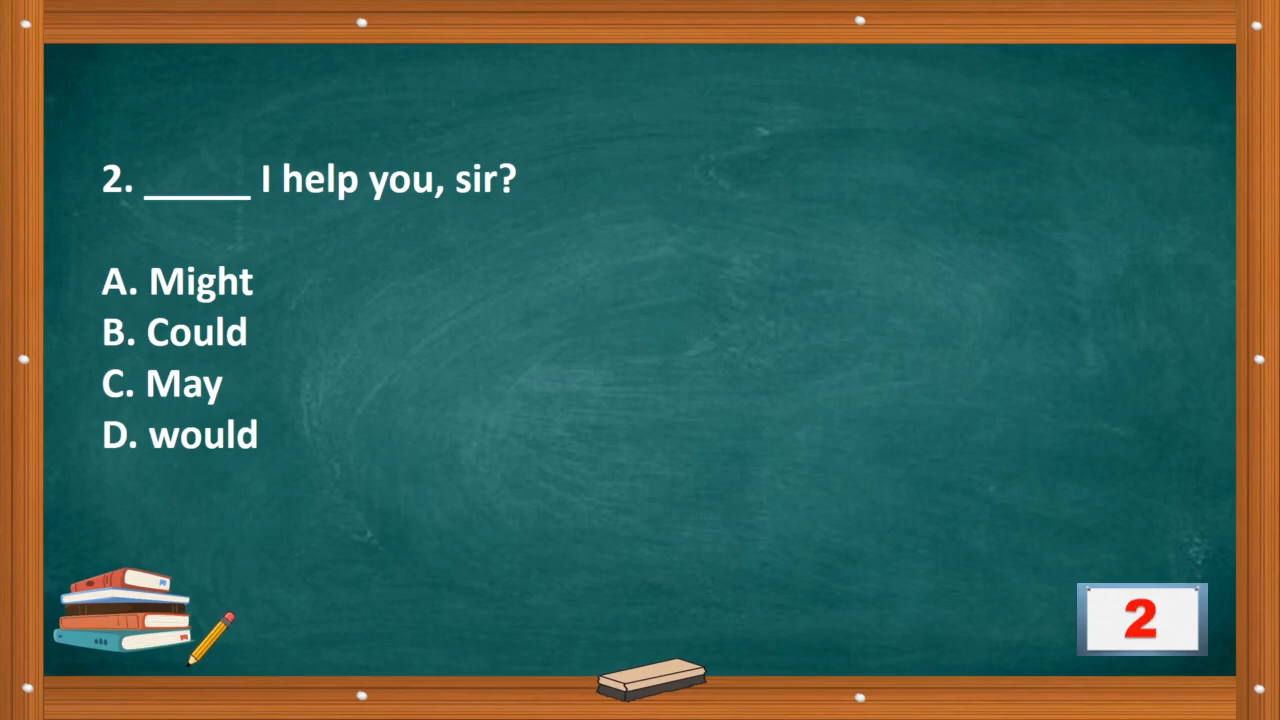 2. _____ I help you, sir?
A. Might
B. Could
C. May
D. would
2